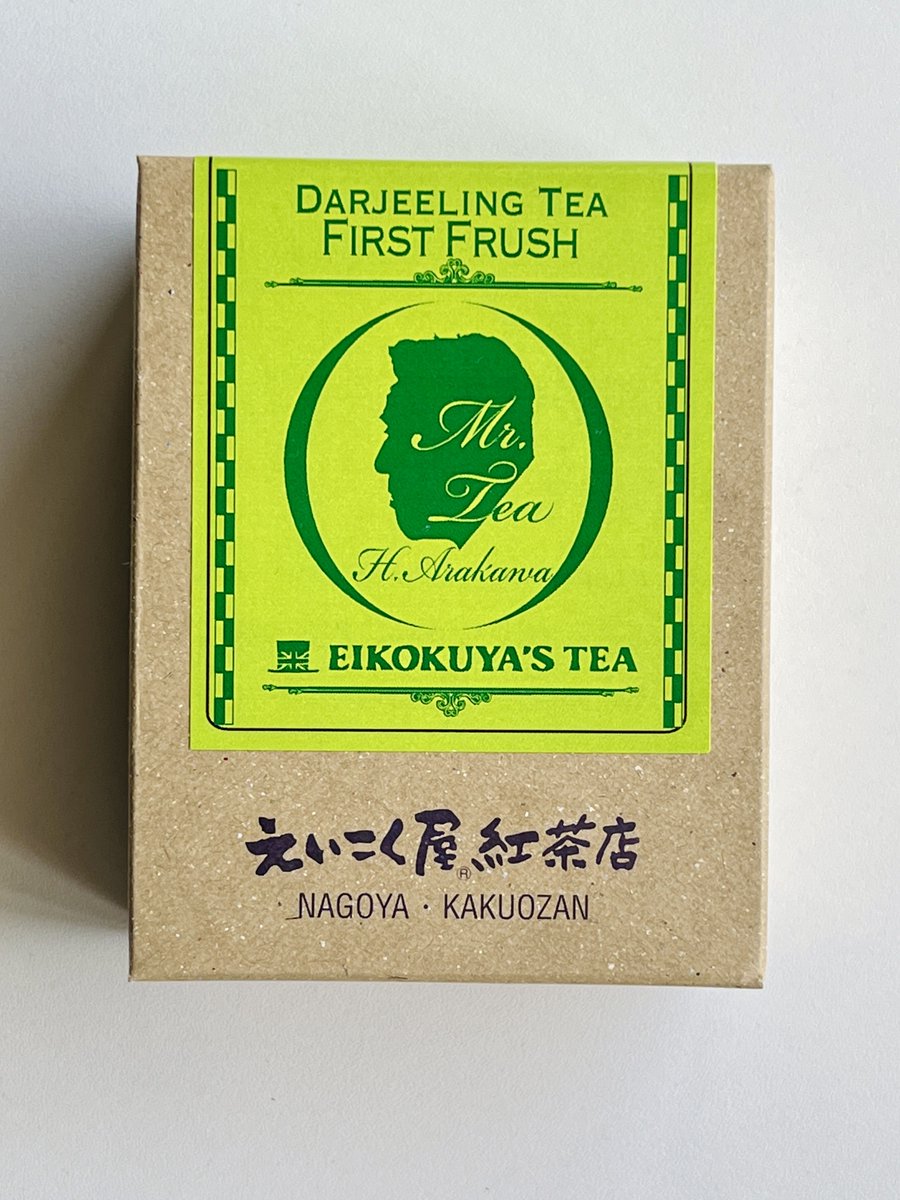 DARJEELING TEA
FIRST FRUSH
Mr.
Tea
H. Arakawa
EIKOKUYA'S TEA
えいこく屋®紅茶店
NAGOYA・KAKUOZAN